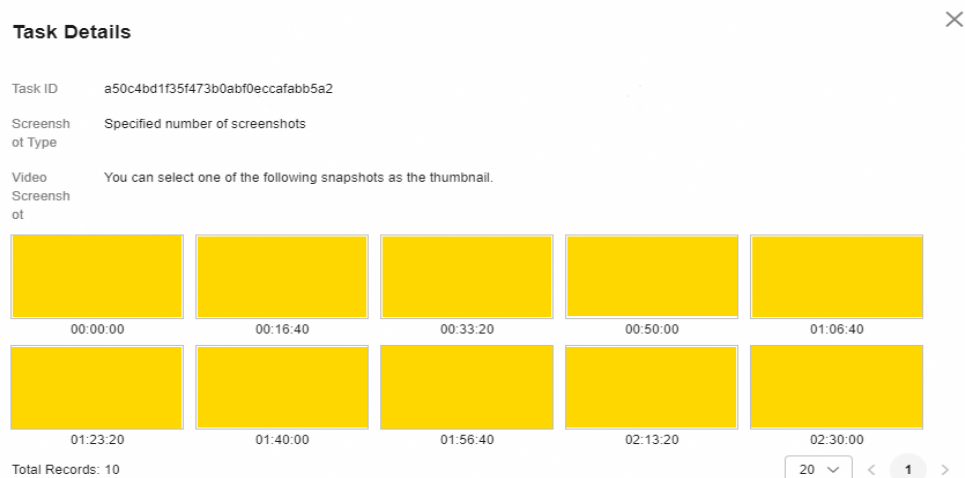 Task Details
Task ID a50c4bd1f35f473b0abf0eccafabb5a2
Screensh Specified number of screenshots
ot Type
Video You can select one of the following snapshots as the thumbnail.
Screensh
ot
00:00:00 00:16:40 00:33:20 00:50:00 01:06:40
01:23:20 01:40:00 01:56:40 02:13:20 02:30:00
Total Records: 10 20 1